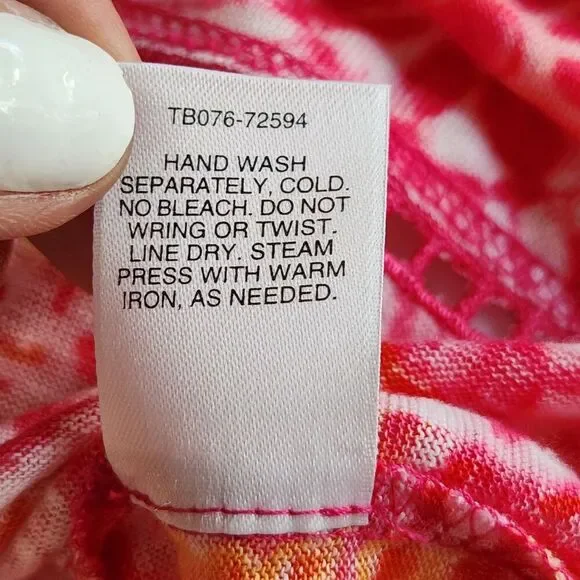 TB076-72594
HAND WASH
SEPARATELY, COLD.
NO BLEACH. DO NOT
WRING OR TWIST.
LINE DRY. STEAM
PRESS WITH WARM
IRON, AS NEEDED.